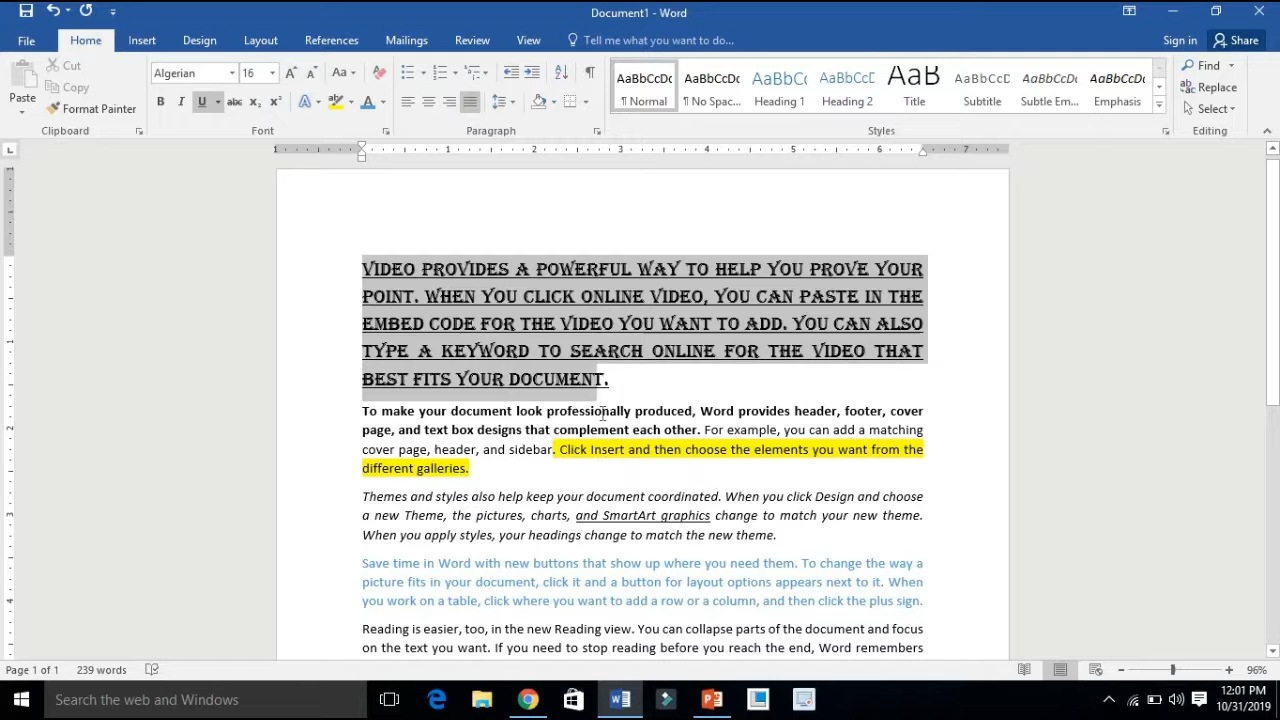 Document1 - Word
File Home Insert Design Layout References Mailings Review View Tell me what you want to do... Sign in Share
Cut
Copy
Format Painter
Paste
Clipboard
Algerian 16
Aa
B I U abc x₂ x² A A
Font
Paragraph
AaBbCcDc AaBbCcDc AaBbCc AaBbCcE AaB AaBbCcD AaBbCcDc AaBbCcDc
¶ Normal ¶ No Spac... Heading 1 Heading 2 Title Subtitle Subtle Em... Emphasis
Styles
Find
Replace
Select
Editing
1 1 2 3 4 5 6 7
VIDEO PROVIDES A POWERFUL WAY TO HELP YOU PROVE YOUR
POINT. WHEN YOU CLICK ONLINE VIDEO, YOU CAN PASTE IN THE
EMBED CODE FOR THE VIDEO YOU WANT TO ADD. YOU CAN ALSO
TYPE A KEYWORD TO SEARCH ONLINE FOR THE VIDEO THAT
BEST FITS YOUR DOCUMENT.
To make your document look professionally produced, Word provides header, footer, cover
page, and text box designs that complement each other. For example, you can add a matching
cover page, header, and sidebar. Click Insert and then choose the elements you want from the
different galleries.
Themes and styles also help keep your document coordinated. When you click Design and choose
a new Theme, the pictures, charts, and SmartArt graphics change to match your new theme.
When you apply styles, your headings change to match the new theme.
Save time in Word with new buttons that show up where you need them. To change the way a
picture fits in your document, click it and a button for layout options appears next to it. When
you work on a table, click where you want to add a row or a column, and then click the plus sign.
Reading is easier, too, in the new Reading view. You can collapse parts of the document and focus
on the text you want. If you need to stop reading before you reach the end, Word remembers
Page 1 of 1 239 words 96%
Search the web and Windows
12:01 PM
10/31/2019